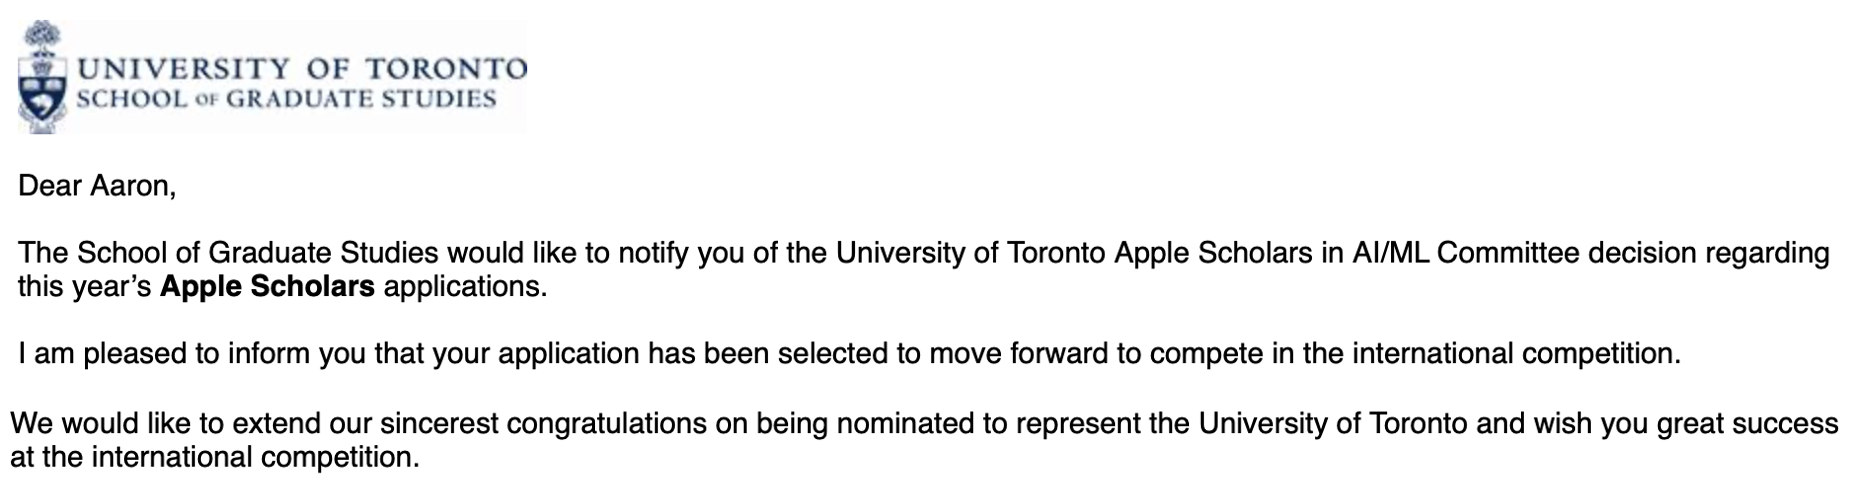 UNIVERSITY OF TORONTO
SCHOOL OF GRADUATE STUDIES
Dear Aaron,
The School of Graduate Studies would like to notify you of the University of Toronto Apple Scholars in AI/ML Committee decision regarding
this year’s Apple Scholars applications.
I am pleased to inform you that your application has been selected to move forward to compete in the international competition.
We would like to extend our sincerest congratulations on being nominated to represent the University of Toronto and wish you great success
at the international competition.